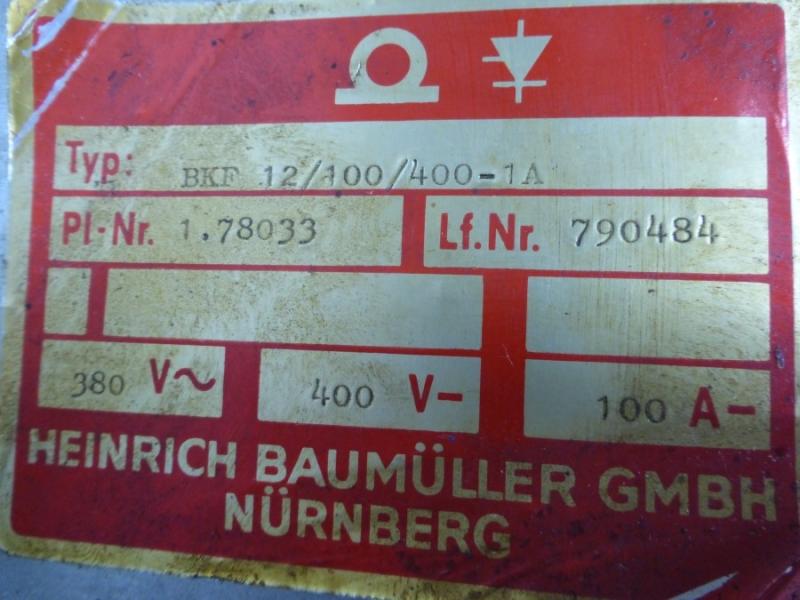 Typ: BKF 12/100/400-1A
Pl-Nr. 1.78033 Lf.Nr. 790484
380 V~ 400 V- 100 A-
HEINRICH BAUMÜLLER GMBH
NÜRNBERG